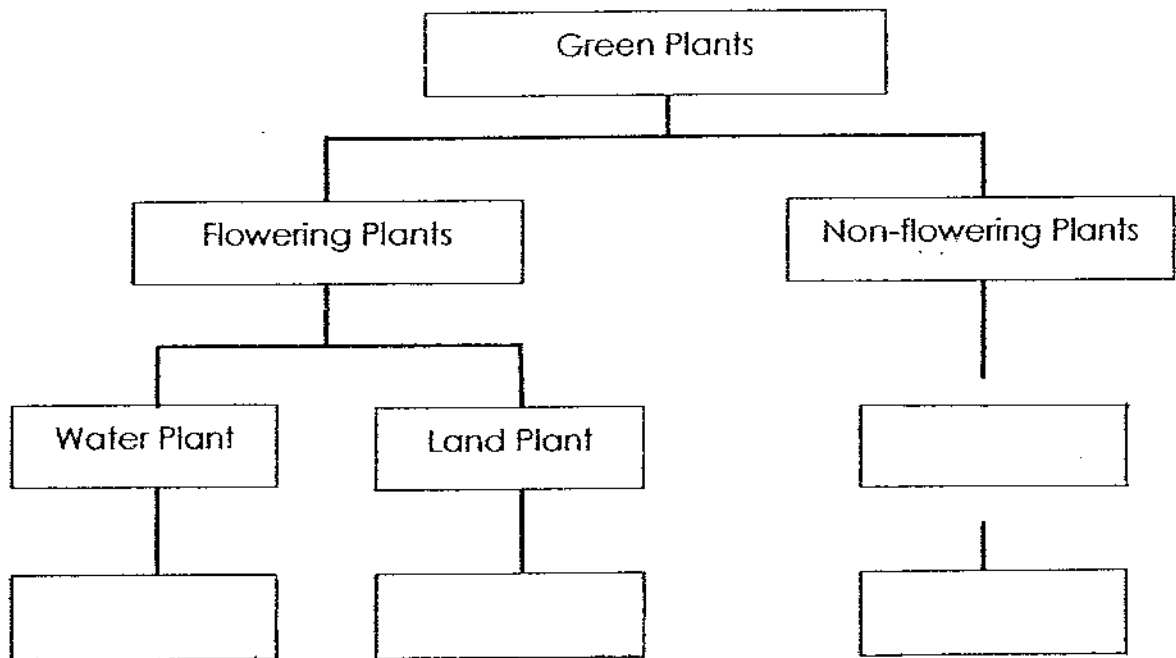 Green Plants
Flowering Plants
Non-flowering Plants
Water Plant
Land Plant